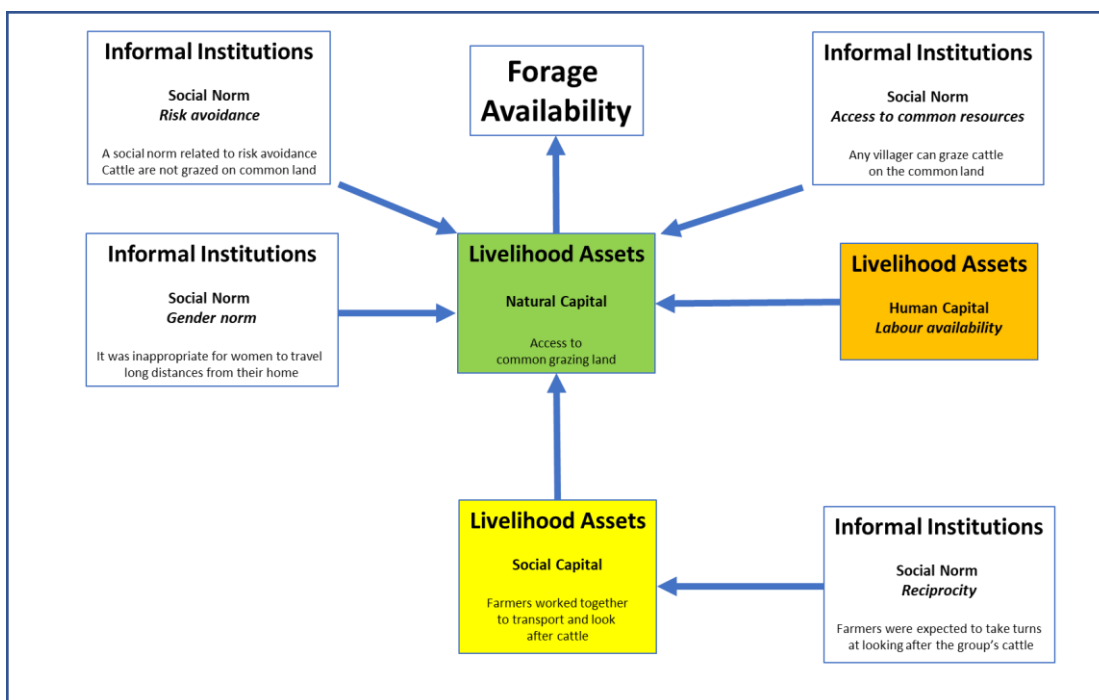 Informal Institutions
Social Norm
Risk avoidance
A social norm related to risk avoidance
Cattle are not grazed on common land
Forage
Availability
Informal Institutions
Social Norm
Access to common resources
Any villager can graze cattle
on the common land
Informal Institutions
Social Norm
Gender norm
It was inappropriate for women to travel
long distances from their home
Livelihood Assets
Natural Capital
Access to
common grazing land
Livelihood Assets
Human Capital
Labour availability
Livelihood Assets
Social Capital
Farmers worked together
to transport and look
after cattle
Informal Institutions
Social Norm
Reciprocity
Farmers were expected to take turns
at looking after the group's cattle